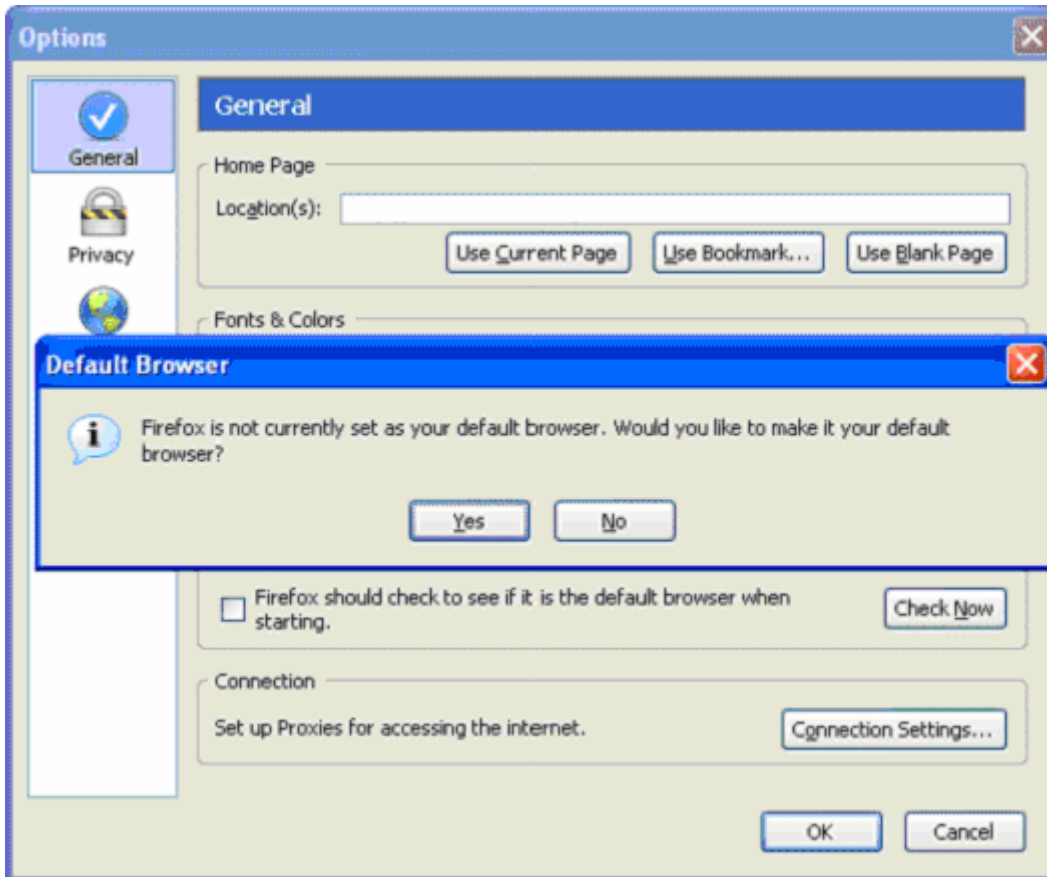 Options
General
General
Home Page
Location(s):
Use Current Page
Use Bookmark...
Use Blank Page
Privacy
Fonts & Colors
Default Browser
Firefox is not currently set as your default browser. Would you like to make it your default
browser?
Yes
No
Firefox should check to see if it is the default browser when
starting.
Check Now
Connection
Set up Proxies for accessing the internet.
Connection Settings...
OK
Cancel